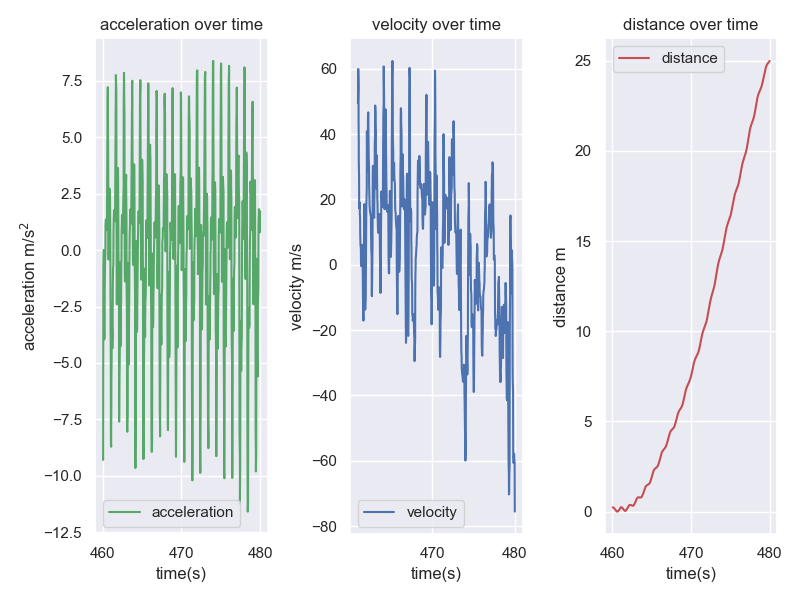 acceleration over time
7.5
5.0
2.5
0.0
−2.5
−5.0
−7.5
−10.0
−12.5
acceleration m/s²
acceleration
460 470 480
time(s)
velocity over time
60
40
20
0
−20
−40
−60
−80
velocity m/s
velocity
470 480
time(s)
distance over time
distance
25
20
15
10
5
0
distance m
460 470 480
time(s)